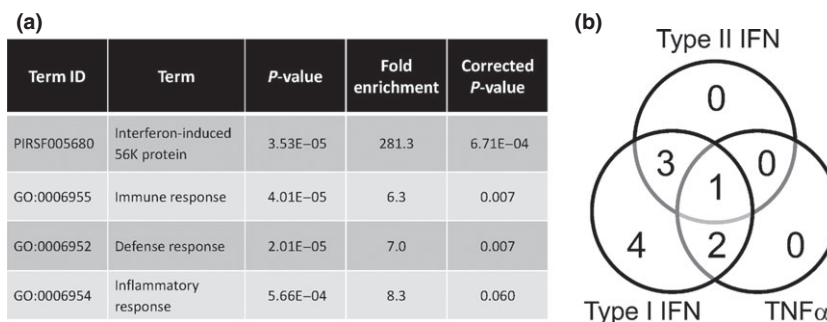 (a)
Term ID Term P-value Fold enrichment Corrected P-value
PIRSF005680 Interferon-induced 56K protein 3.53E–05 281.3 6.71E–04
GO:0006955 Immune response 4.01E–05 6.3 0.007
GO:0006952 Defense response 2.01E–05 7.0 0.007
GO:0006954 Inflammatory response 5.66E–04 8.3 0.060
(b)
Type II IFN
0
3
1
0
4
2
0
Type I IFN
TNFα